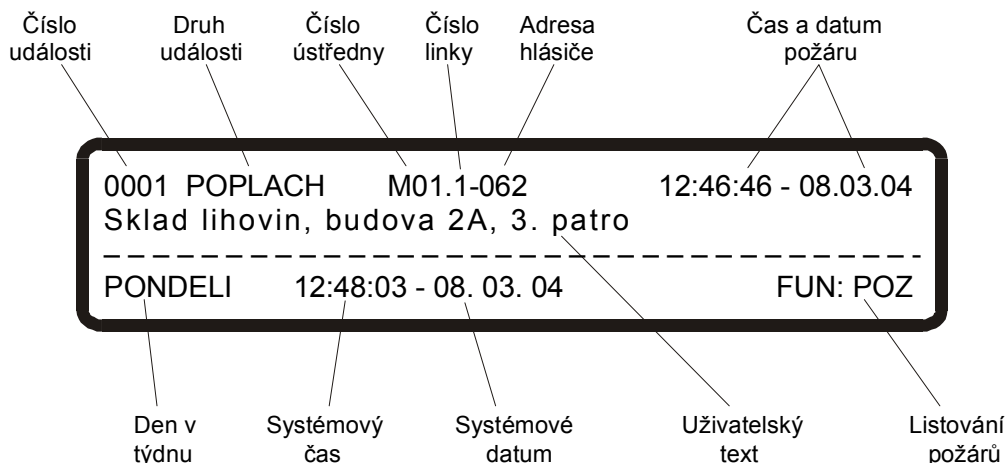 Číslo události
Druh události
Číslo ústředny
Číslo linky
Adresa hlásiče
Čas a datum požáru
0001 POPLACH M01.1-062 12:46:46 - 08.03.04
Sklad lihovin, budova 2A, 3. patro
PONDELI 12:48:03 - 08. 03. 04 FUN: POZ
Den v týdnu
Systémový čas
Systémové datum
Uživatelský text
Listování požárů